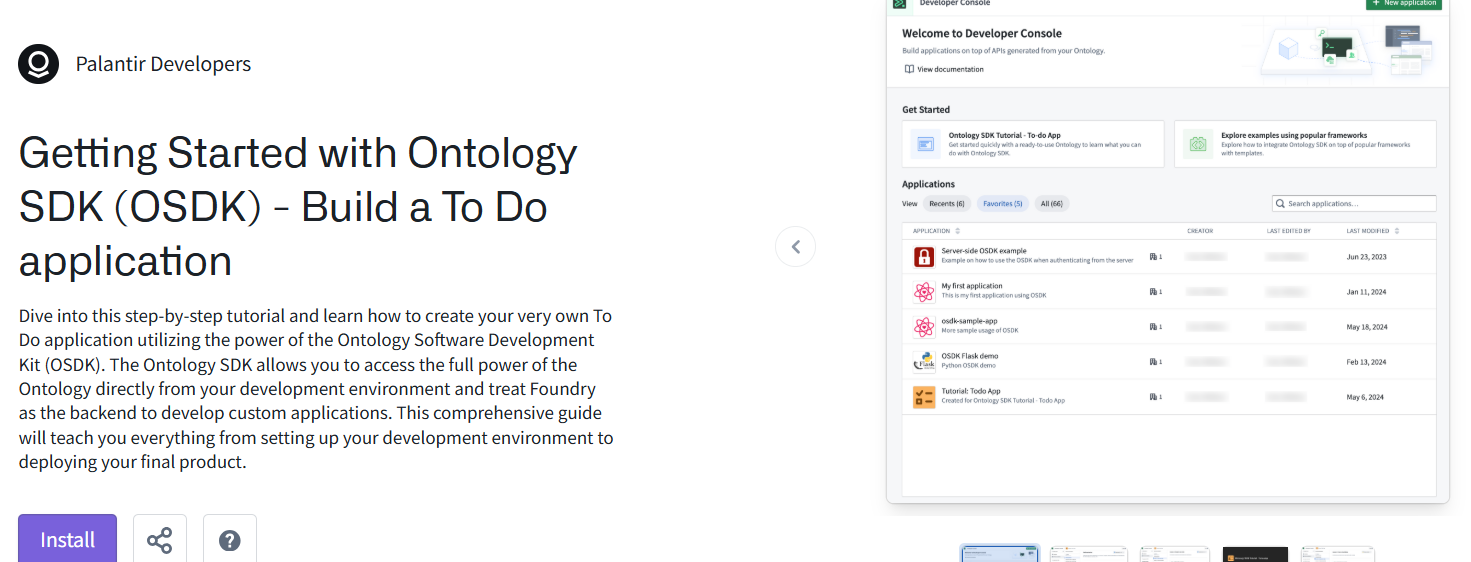 Palantir Developers
Getting Started with Ontology
SDK (OSDK) - Build a To Do
application
Dive into this step-by-step tutorial and learn how to create your very own To
Do application utilizing the power of the Ontology Software Development
Kit (OSDK). The Ontology SDK allows you to access the full power of the
Ontology directly from your development environment and treat Foundry
as the backend to develop custom applications. This comprehensive guide
will teach you everything from setting up your development environment to
deploying your final product.
Install
Developer Console
+ New application
Welcome to Developer Console
Build applications on top of APIs generated from your Ontology.
View documentation
Get Started
Ontology SDK Tutorial - To-do App
Get started quickly with a ready-to-use Ontology to learn what you can
do with Ontology SDK.
Explore examples using popular frameworks
Explore how to integrate Ontology SDK on top of popular frameworks
with templates.
Applications
View Recents (6) Favorites (5) All (66)
Search applications...
APPLICATION CREATOR LAST EDITED BY LAST MODIFIED
Server-side OSDK example
Example on how to use the OSDK when authenticating from the server
1
Jun 23, 2023
My first application
This is my first application using OSDK
1
Jan 11, 2024
osdk-sample-app
More sample usage of OSDK
1
May 18, 2024
Flask
OSDK Flask demo
Python OSDK demo
1
Feb 13, 2024
Tutorial: Todo App
Created for Ontology SDK Tutorial - Todo App
1
May 6, 2024